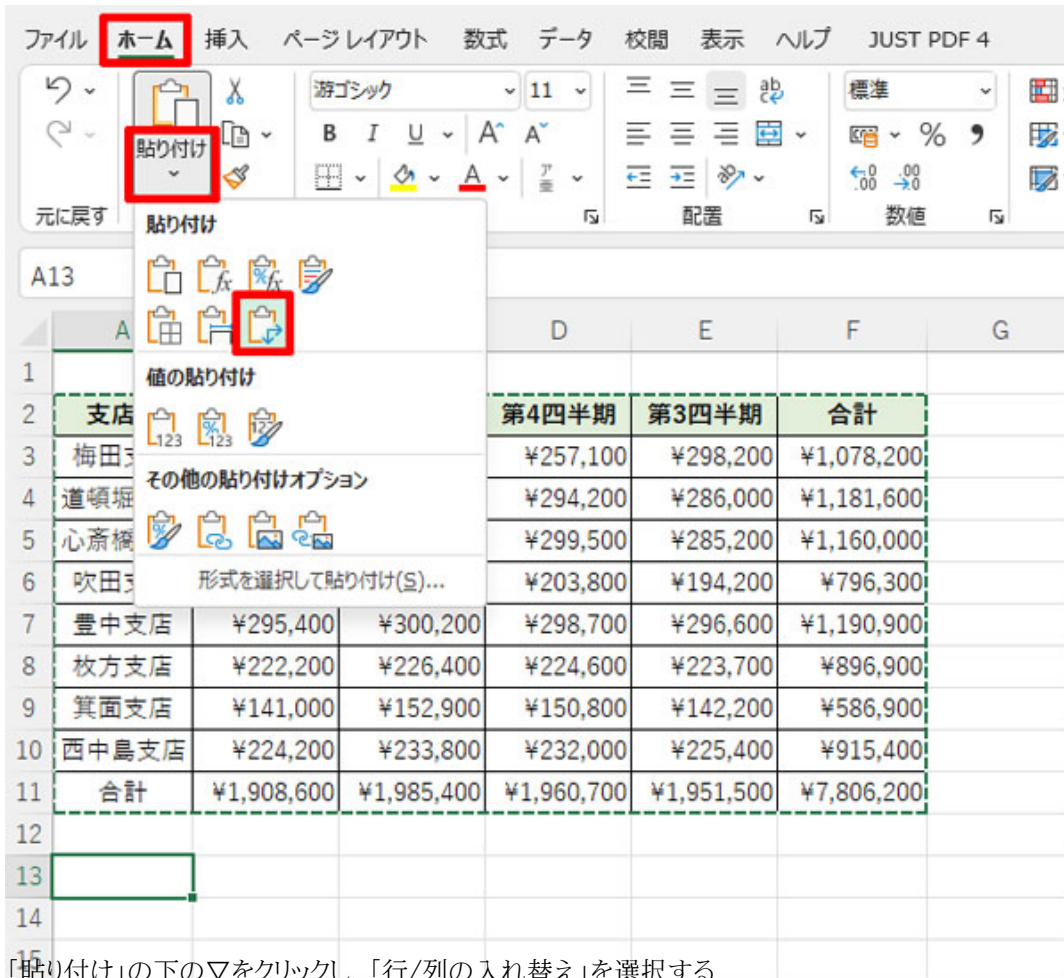 ファイル ホーム 挿入 ページ レイアウト 数式 データ 校閲 表示 ヘルプ JUST PDF 4
游ゴシック 11 標準
貼り付け
元に戻す 配置 数値
貼り付け
A13
A D E F G
1 値の貼り付け
2 支店 第4四半期 第3四半期 合計
3 梅田 ¥257,100 ¥298,200 ¥1,078,200
その他の貼り付けオプション
4 道頓堀 ¥294,200 ¥286,000 ¥1,181,600
5 心斎橋 ¥299,500 ¥285,200 ¥1,160,000
6 吹田 形式を選択して貼り付け(S)... ¥203,800 ¥194,200 ¥796,300
7 豊中支店 ¥295,400 ¥300,200 ¥298,700 ¥296,600 ¥1,190,900
8 枚方支店 ¥222,200 ¥226,400 ¥224,600 ¥223,700 ¥896,900
9 箕面支店 ¥141,000 ¥152,900 ¥150,800 ¥142,200 ¥586,900
10 西中島支店 ¥224,200 ¥233,800 ¥232,000 ¥225,400 ¥915,400
11 合計 ¥1,908,600 ¥1,985,400 ¥1,960,700 ¥1,951,500 ¥7,806,200
12
13
14
15
「貼り付け」の下の▽をクリックし、「行/列の入れ替え」を選択する